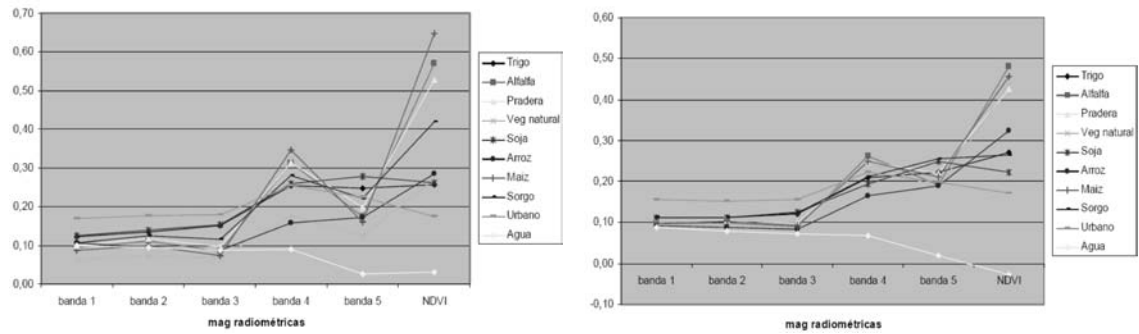 0,70
0,60
0,50
0,40
0,30
0,20
0,10
0,00
banda 1 banda 2 banda 3 banda 4 banda 5 NDVI
mag radiométricas
Trigo
Alfalfa
Pradera
Veg natural
Soja
Arroz
Maiz
Sorgo
Urbano
Agua
0,60
0,50
0,40
0,30
0,20
0,10
0,00
-0,10
banda 1 banda 2 banda 3 banda 4 banda 5 NDVI
mag radiométricas
Trigo
Alfalfa
Pradera
Veg natural
Soja
Arroz
Maiz
Sorgo
Urbano
Agua